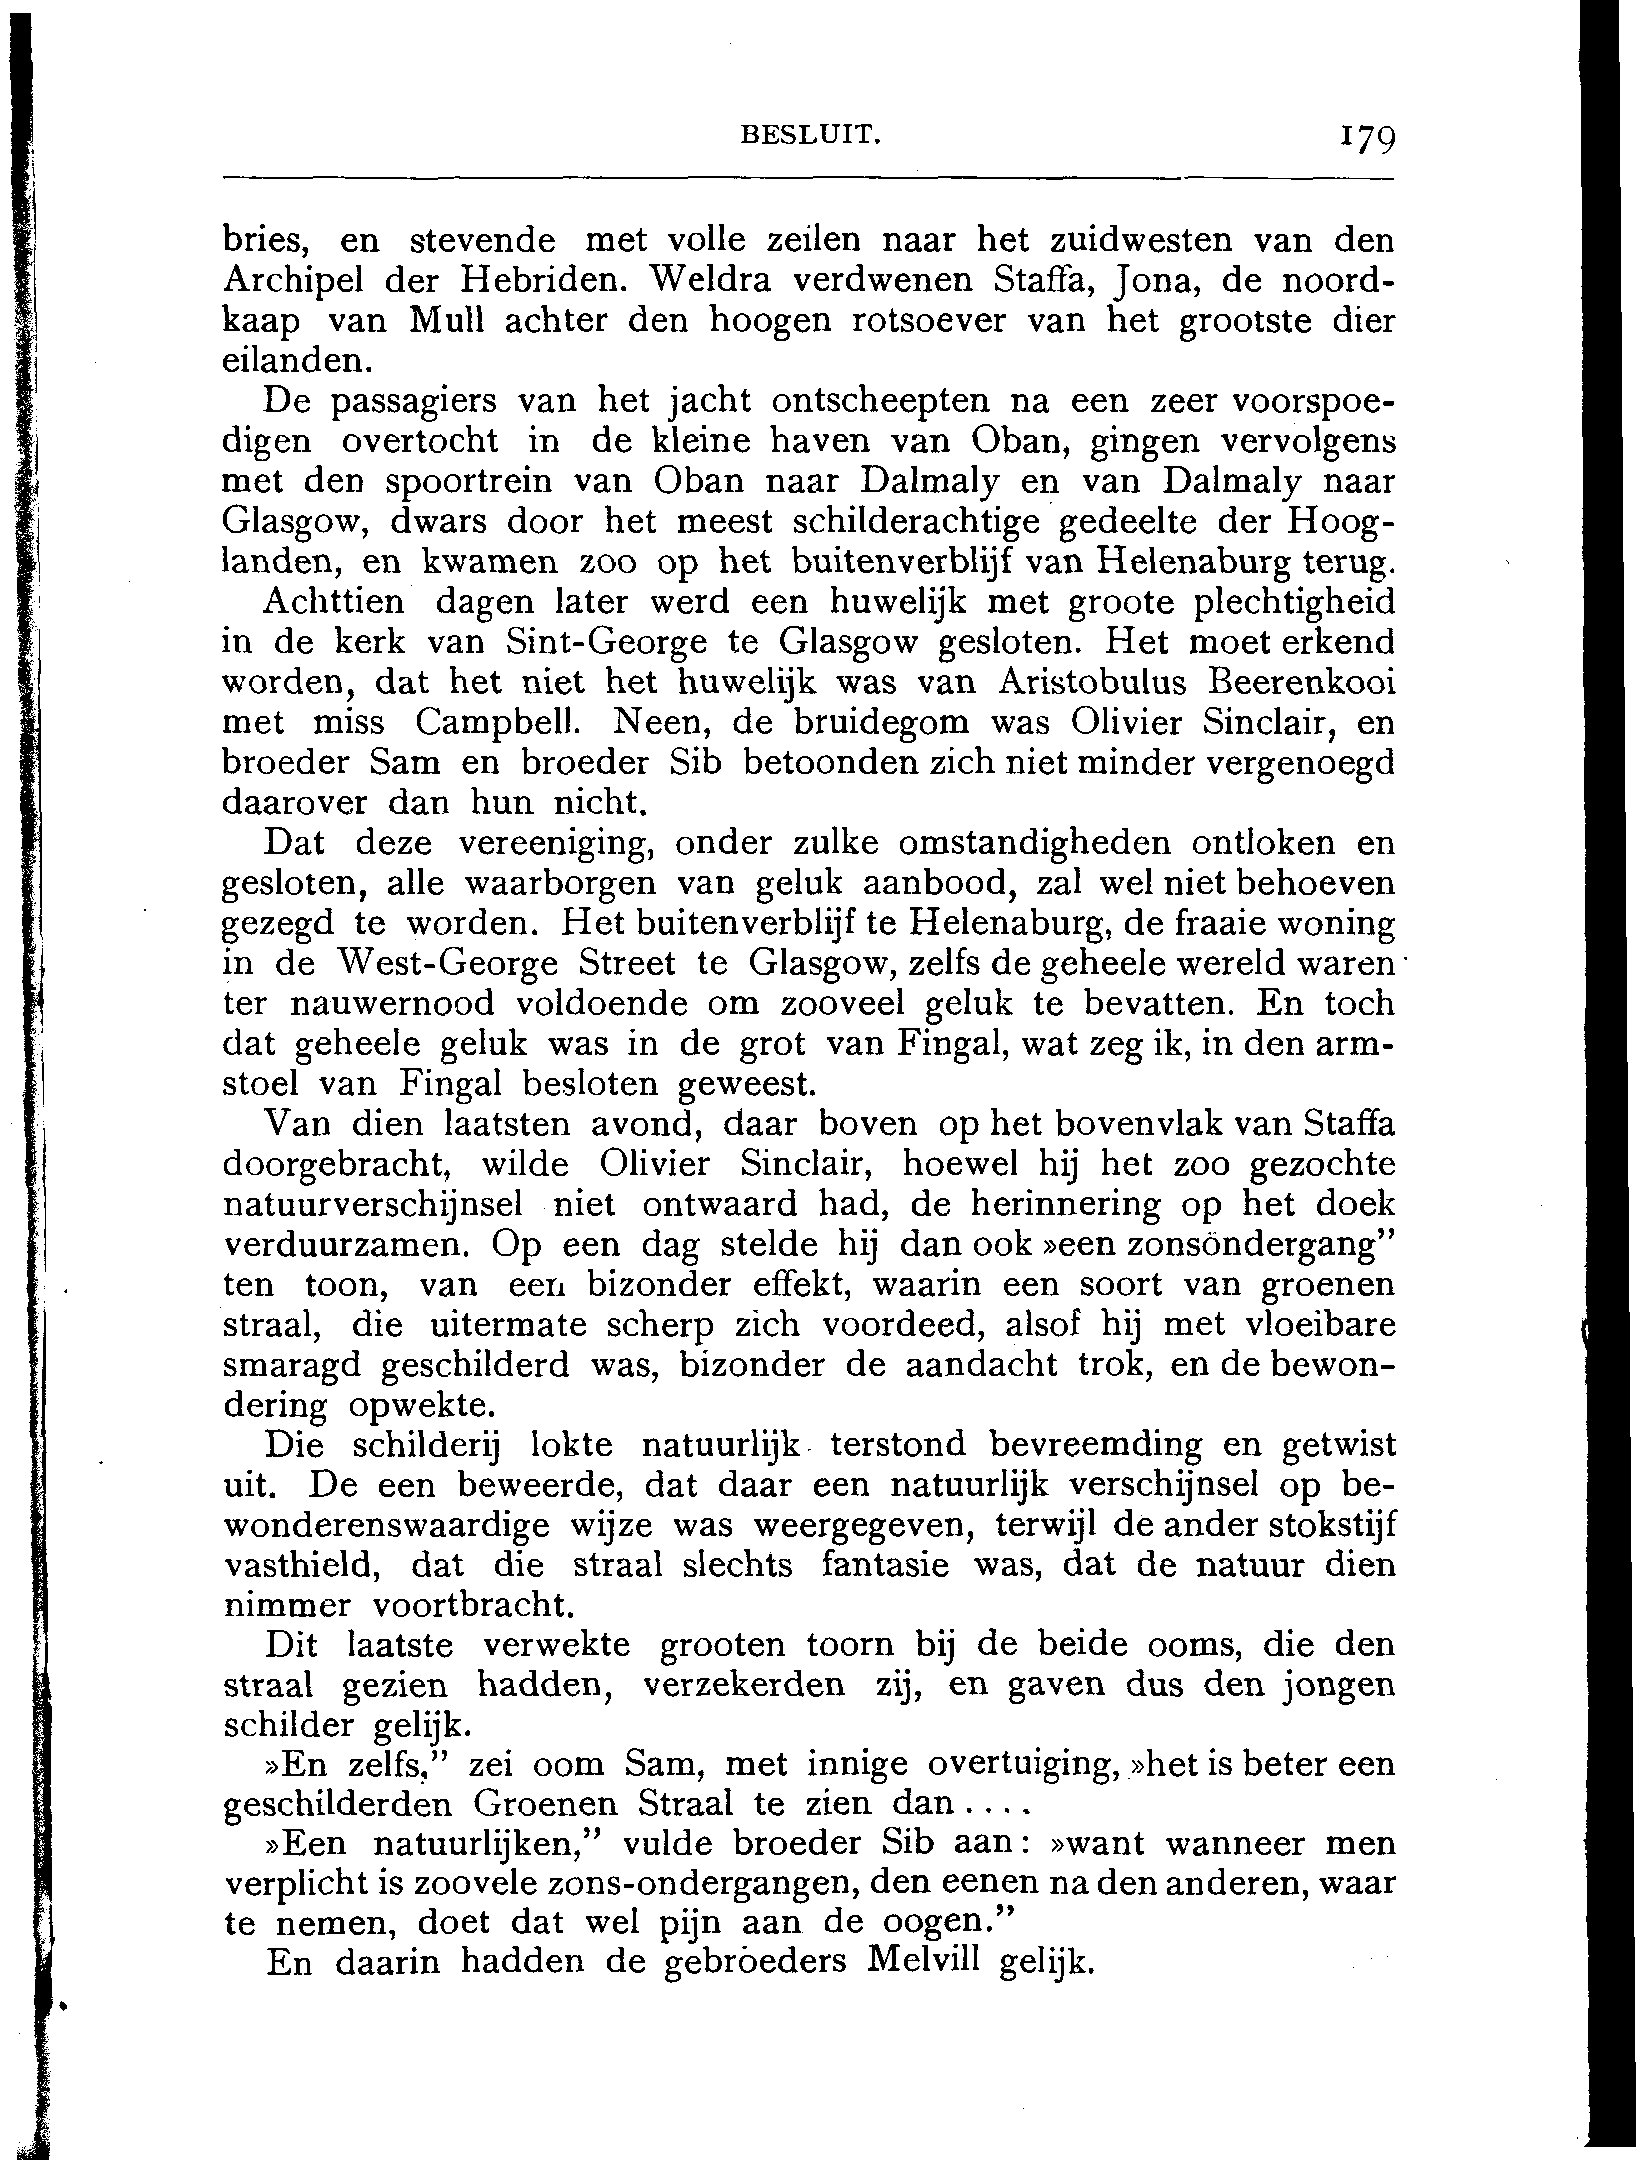 BESLUIT. 179
bries, en stevende met volle zeilen naar het zuidwesten van den
Archipel der Hebriden. Weldra verdwenen Staffa, Jona, de noord-
kaap van Mull achter den hoogen rotsoever van het grootste dier
eilanden.
De passagiers van het jacht ontscheepten na een zeer voorspoe-
digen overtocht in de kleine haven van Oban, gingen vervolgens
met den spoortrein van Oban naar Dalmaly en van Dalmaly naar
Glasgow, dwars door het meest schilderachtige gedeelte der Hoog-
landen, en kwamen zoo op het buitenverblijf van Helenaburg terug.
Achttien dagen later werd een huwelijk met groote plechtigheid
in de kerk van Sint-George te Glasgow gesloten. Het moet erkend
worden, dat het niet het huwelijk was van Aristobulus Beerenkooi
met miss Campbell. Neen, de bruidegom was Olivier Sinclair, en
broeder Sam en broeder Sib betoonden zich niet minder vergenoegd
daarover dan hun nicht.
Dat deze vereeniging, onder zulke omstandigheden ontloken en
gesloten, alle waarborgen van geluk aanbood, zal wel niet behoeven
gezegd te worden. Het buitenverblijf te Helenaburg, de fraaie woning
in de West-George Street te Glasgow, zelfs de geheele wereld waren
ter nauwernood voldoende om zooveel geluk te bevatten. En toch
dat geheele geluk was in de grot van Fingal, wat zeg ik, in den arm-
stoel van Fingal besloten geweest.
Van dien laatsten avond, daar boven op het bovenvlak van Staffa
doorgebracht, wilde Olivier Sinclair, hoewel hij het zoo gezochte
natuurverschijnsel niet ontwaard had, de herinnering op het doek
verduurzamen. Op een dag stelde hij dan ook »een zonsöndergang”
ten toon, van een bizonder effekt, waarin een soort van groenen
straal, die uitermate scherp zich voordeed, alsof hij met vloeibare
smaragd geschilderd was, bizonder de aandacht trok, en de bewon-
dering opwekte.
Die schilderij lokte natuurlijk terstond bevreemding en getwist
uit. De een beweerde, dat daar een natuurlijk verschijnsel op be-
wonderenswaardige wijze was weergegeven, terwijl de ander stokstijf
vasthield, dat die straal slechts fantasie was, dat de natuur dien
nimmer voortbracht.
Dit laatste verwekte grooten toorn bij de beide ooms, die den
straal gezien hadden, verzekerden zij, en gaven dus den jongen
schilder gelijk.
»En zelfs,” zei oom Sam, met innige overtuiging, »het is beter een
geschilderden Groenen Straal te zien dan....
»Een natuurlijken,” vulde broeder Sib aan: »want wanneer men
verplicht is zoovele zons-ondergangen, den eenen na den anderen, waar
te nemen, doet dat wel pijn aan de oogen.”
En daarin hadden de gebroeders Melvill gelijk.